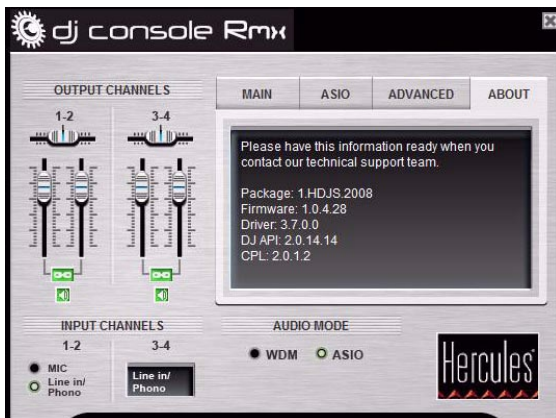 dj console Rmx
OUTPUT CHANNELS
1-2 3-4
MAIN ASIO ADVANCED ABOUT
Please have this information ready when you
contact our technical support team.
Package: 1.HDJS.2008
Firmware: 1.0.4.28
Driver: 3.7.0.0
DJ API: 2.0.14.14
CPL: 2.0.1.2
INPUT CHANNELS
1-2 3-4
MIC
Line in/
Phono
Line in/
Phono
AUDIO MODE
WDM ASIO
Hercules